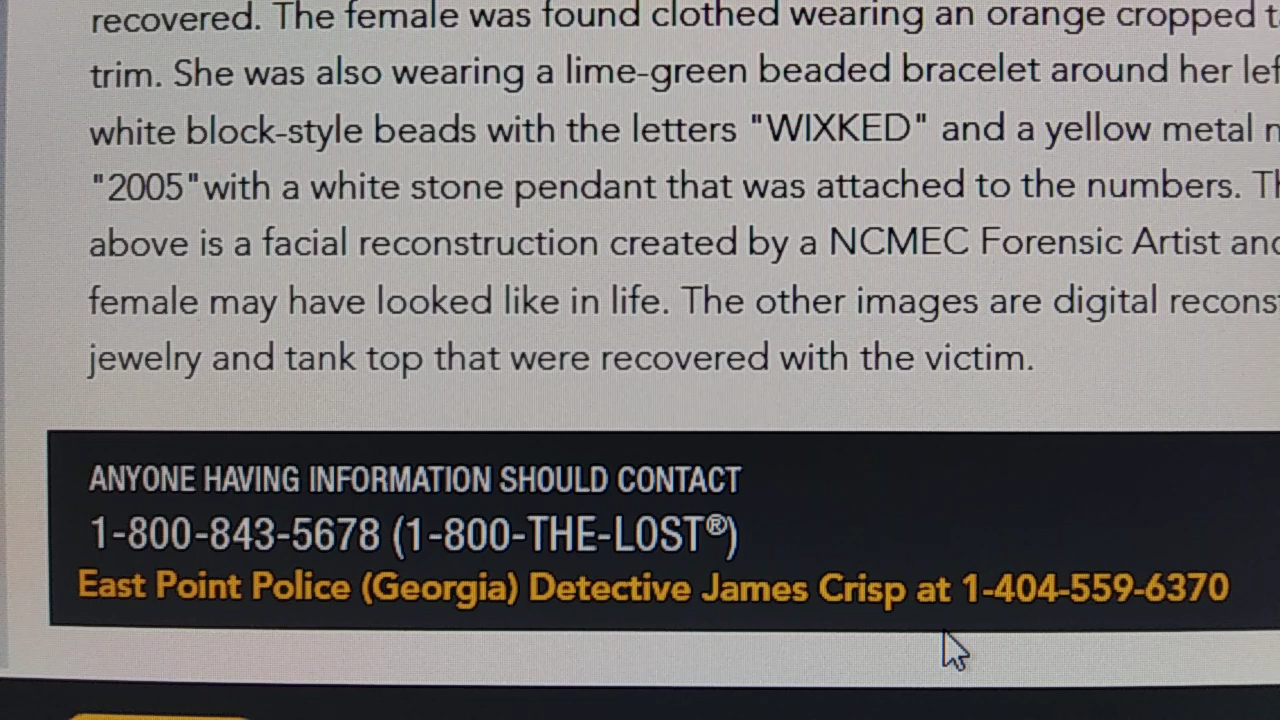 recovered. The female was found clothed wearing an orange cropped
trim. She was also wearing a lime-green beaded bracelet around her
white block-style beads with the letters "WIXKED" and a yellow metal
"2005"with a white stone pendant that was attached to the numbers.
above is a facial reconstruction created by a NCMEC Forensic Artist
female may have looked like in life. The other images are digital
jewelry and tank top that were recovered with the victim.
ANYONE HAVING INFORMATION SHOULD CONTACT
1-800-843-5678 (1-800-THE-LOST®)
East Point Police (Georgia) Detective James Crisp at 1-404-559-6370